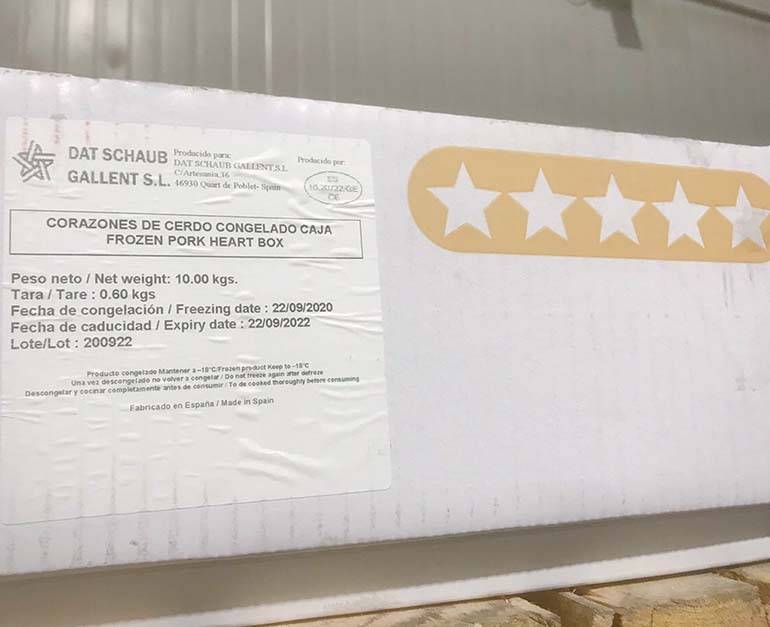 DAT SCHAUB
GALLENT S.L.
Producido para:
DAT SCHAUB GALLENT,S.L
C/Artesania,36
46930 Quart de Poblet- Spain
Producido por:
ES
CE
CORAZONES DE CERDO CONGELADO CAJA
FROZEN PORK HEART BOX
Peso neto / Net weight: 10.00 kgs.
Tara / Tare : 0.60 kgs
Fecha de congelación / Freezing date : 22/09/2020
Fecha de caducidad / Expiry date : 22/09/2022
Lote/Lot : 200922
Producto congelado Mantener a -18°C/Frozen product Keep to -18°C
Una vez descongelado no volver a congelar / Do not freeze again after defroze
Descongelar y cocinar completamente antes de consumir / To de cooked thoroughly before consuming
Fabricado en España / Made in Spain